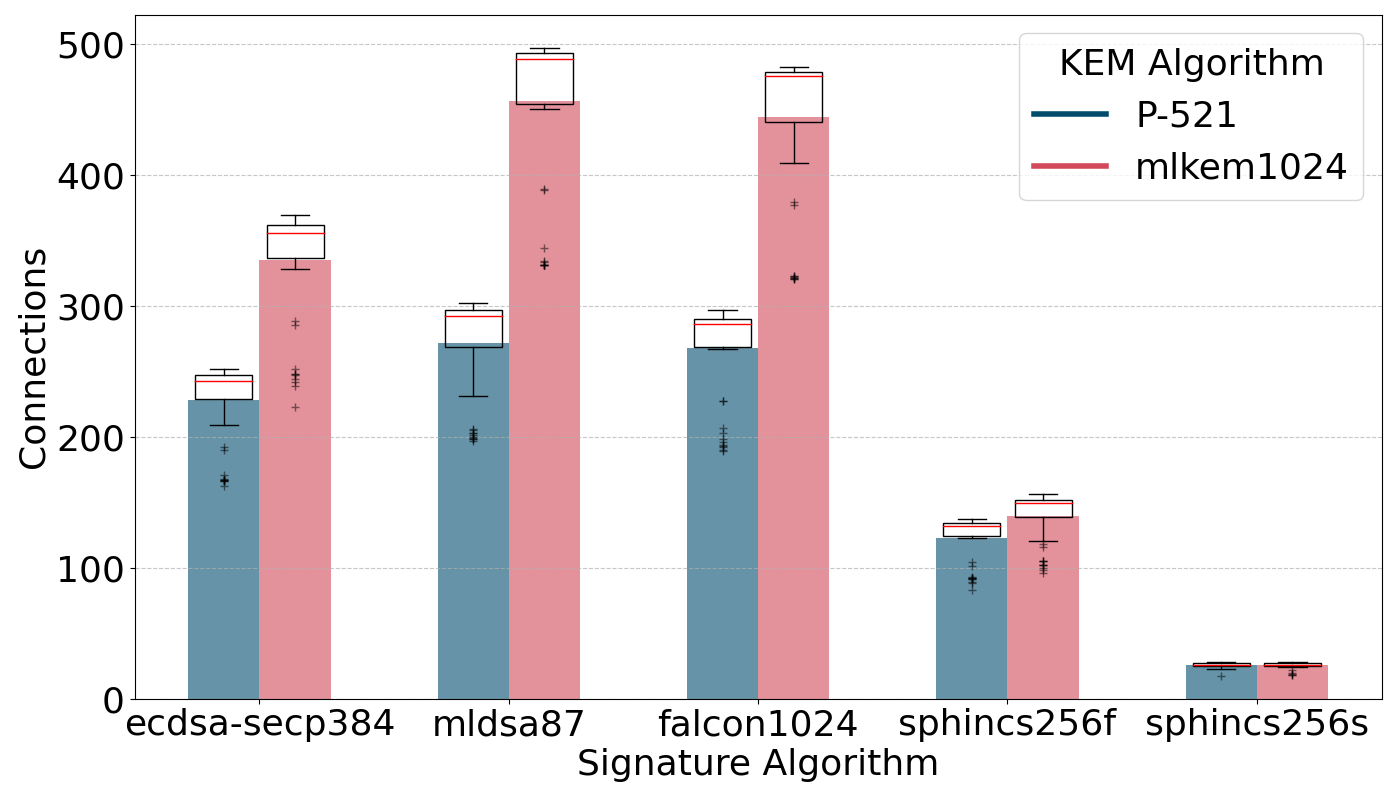 500
400
300
200
100
0
Connections
KEM Algorithm
P-521
mlkem1024
ecdsa-secp384 mldsa87 falcon1024 sphincs256f sphincs256s
Signature Algorithm